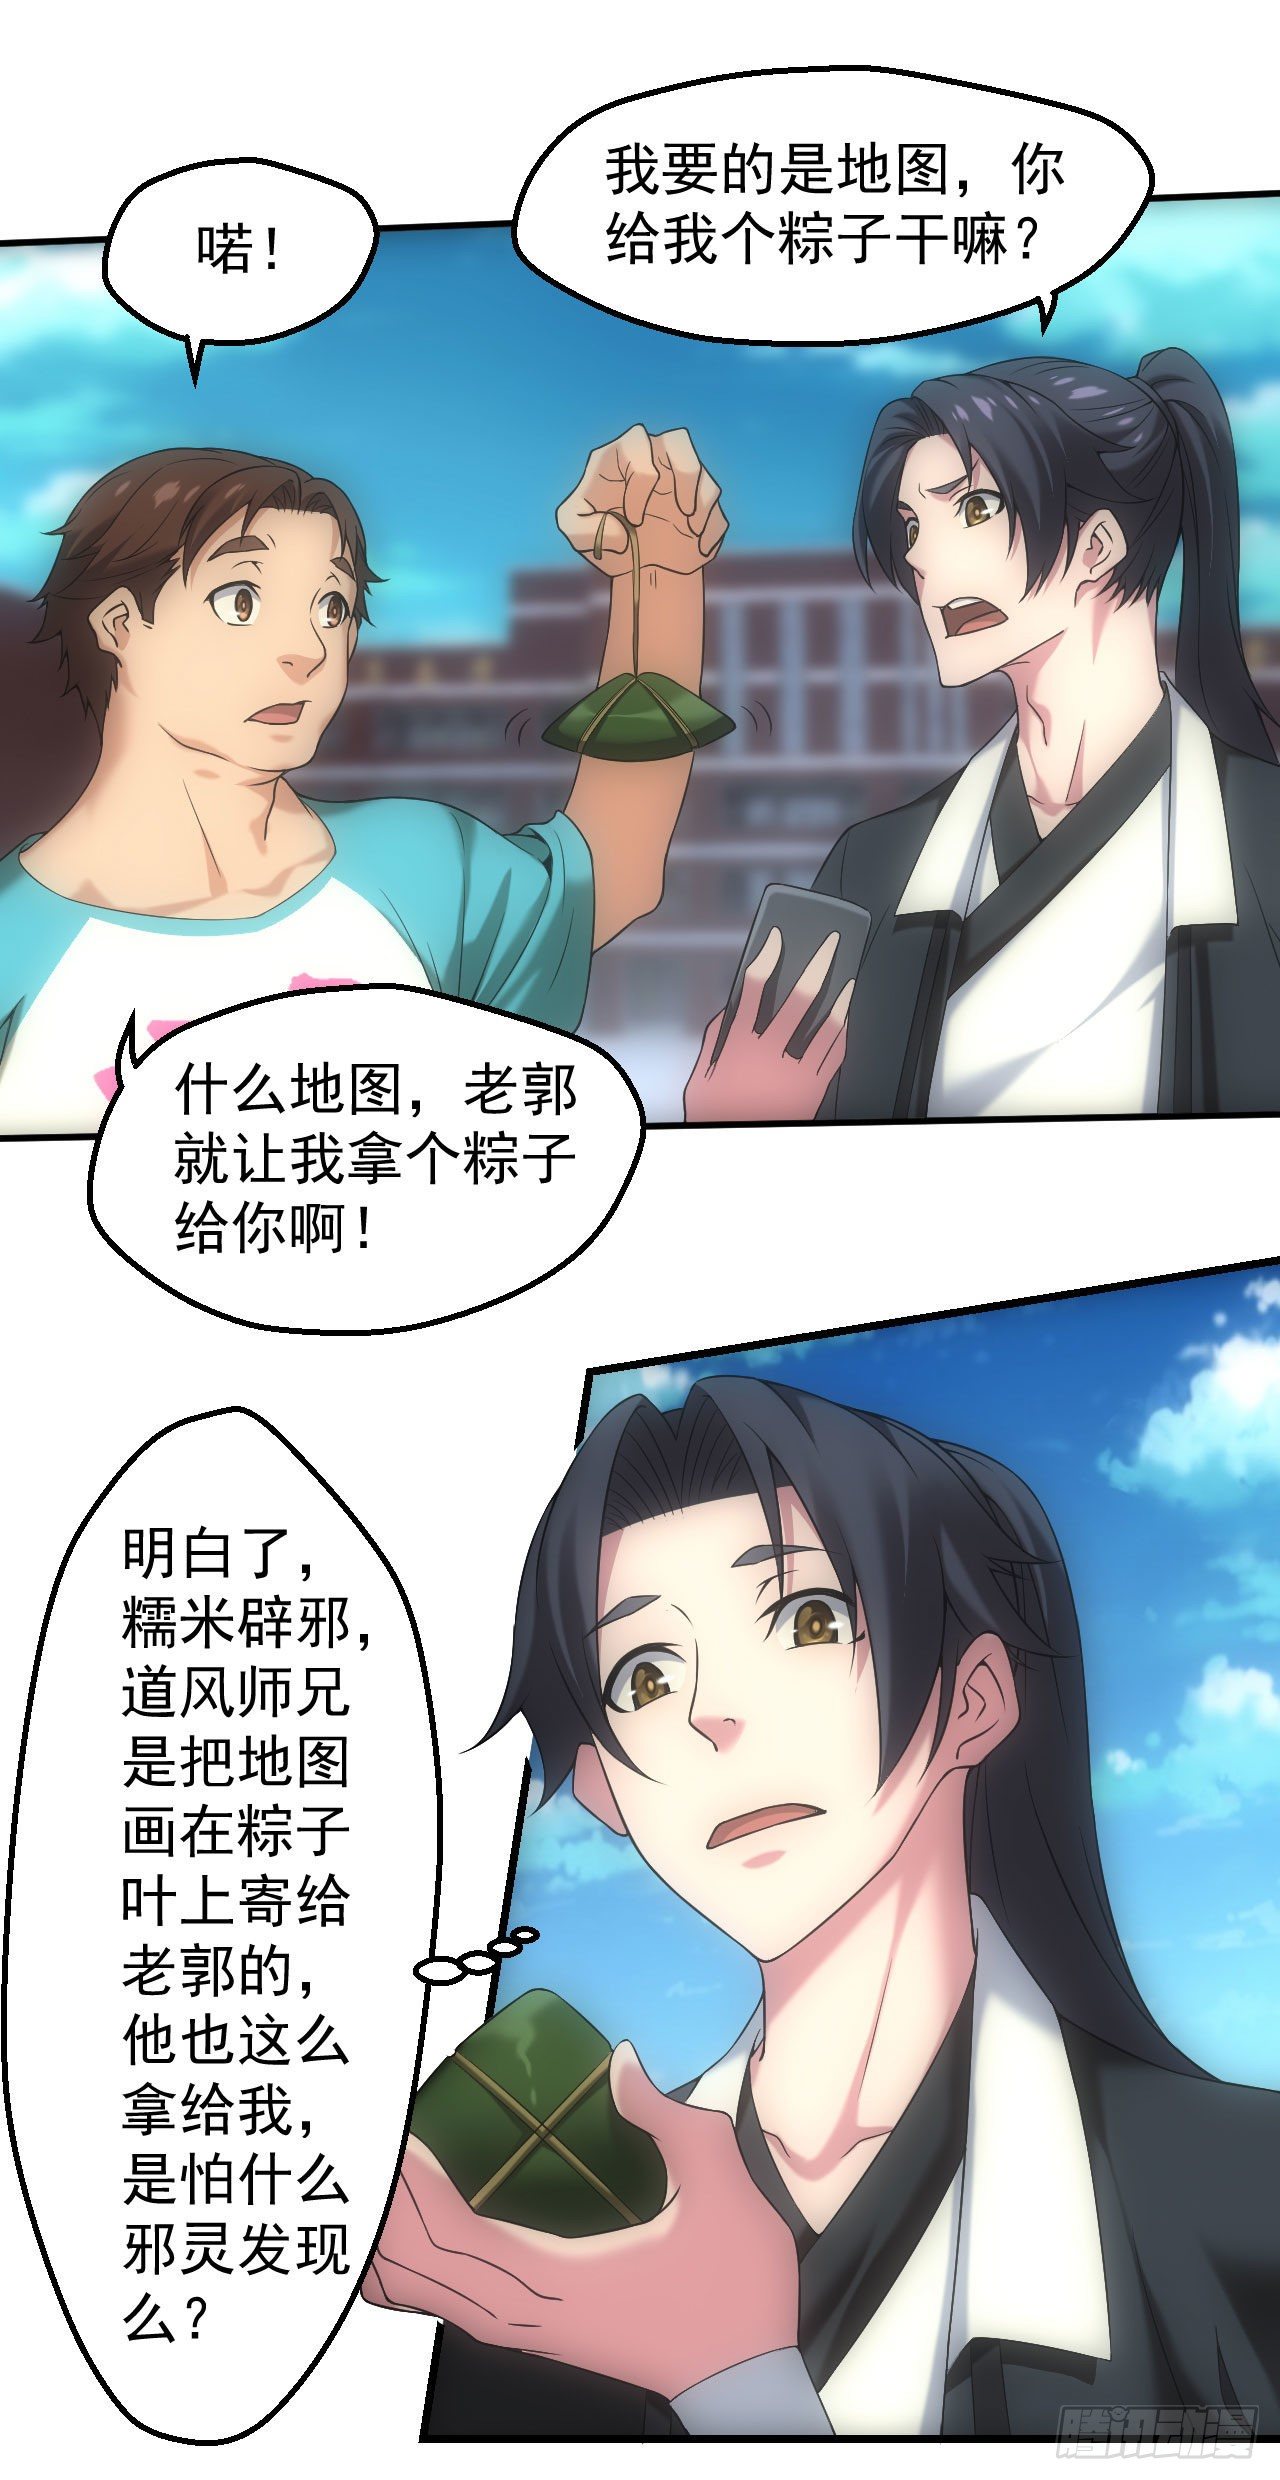 喏！
我要的是地图，你
给我个粽子干嘛？
什么地图，老郭
就让我拿个粽子
给你啊！
明白了，
糯米辟邪，
道风师兄
是把地图
画在粽子
叶上寄给
老郭的，
他也这么
拿给我，
是怕什么
邪灵发现
么？
腾讯动漫